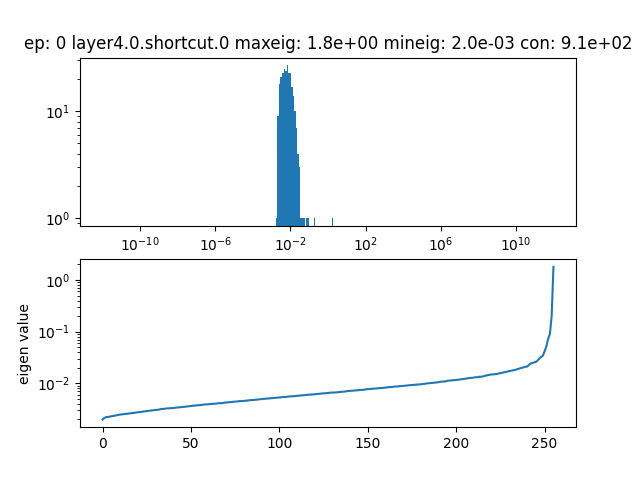 ep: 0 layer4.0.shortcut.0 maxeig: 1.8e+00 mineig: 2.0e-03 con: 9.1e+02
10¹
10⁰
10⁻¹⁰ 10⁻⁶ 10⁻² 10² 10⁶ 10¹⁰
eigen value
10⁰
10⁻¹
10⁻²
0 50 100 150 200 250